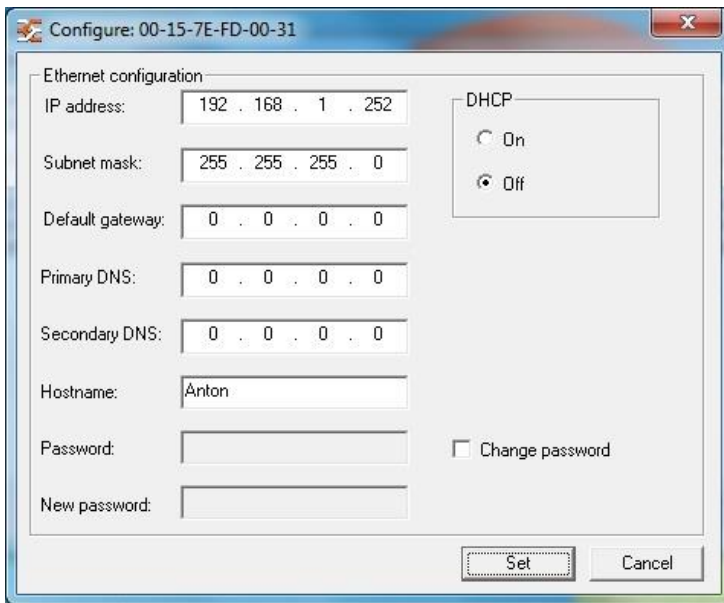 Configure: 00-15-7E-FD-00-31
Ethernet configuration
IP address: 192 . 168 . 1 . 252
DHCP
On
Subnet mask: 255 . 255 . 255 . 0
Off
Default gateway: 0 . 0 . 0 . 0
Primary DNS: 0 . 0 . 0 . 0
Secondary DNS: 0 . 0 . 0 . 0
Hostname: Anton
Password:
Change password
New password:
Set Cancel